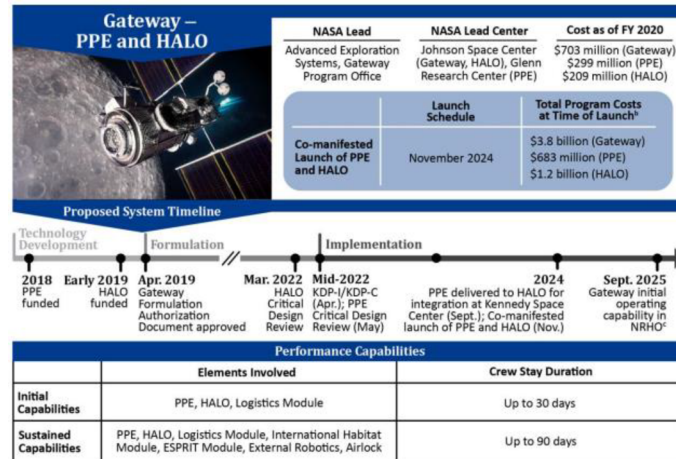 Gateway –
PPE and HALO
NASA Lead
Advanced Exploration
Systems, Gateway
Program Office
NASA Lead Center
Johnson Space Center
(Gateway, HALO), Glenn
Research Center (PPE)
Cost as of FY 2020
$703 million (Gateway)
$299 million (PPE)
$209 million (HALO)
Launch
Schedule
Total Program Costs
at Time of Launchᵇ
Co-manifested
Launch of PPE
and HALO
November 2024
$3.8 billion (Gateway)
$683 million (PPE)
$1.2 billion (HALO)
Proposed System Timeline
Technology
Development
Formulation
Implementation
2018
PPE
funded
Early 2019
HALO
funded
Apr. 2019
Gateway
Formulation
Authorization
Document approved
Mar. 2022
HALO
Critical
Design
Review
Mid-2022
KDP-I/KDP-C
(Apr.); PPE
Critical Design
Review (May)
2024
PPE delivered to HALO for
integration at Kennedy Space
Center (Sept.); Co-manifested
launch of PPE and HALO (Nov.)
Sept. 2025
Gateway initial
operating
capability in
NRHOᶜ
Performance Capabilities
Elements Involved
Crew Stay Duration
Initial
Capabilities
PPE, HALO, Logistics Module
Up to 30 days
Sustained
Capabilities
PPE, HALO, Logistics Module, International Habitat
Module, ESPRIT Module, External Robotics, Airlock
Up to 90 days